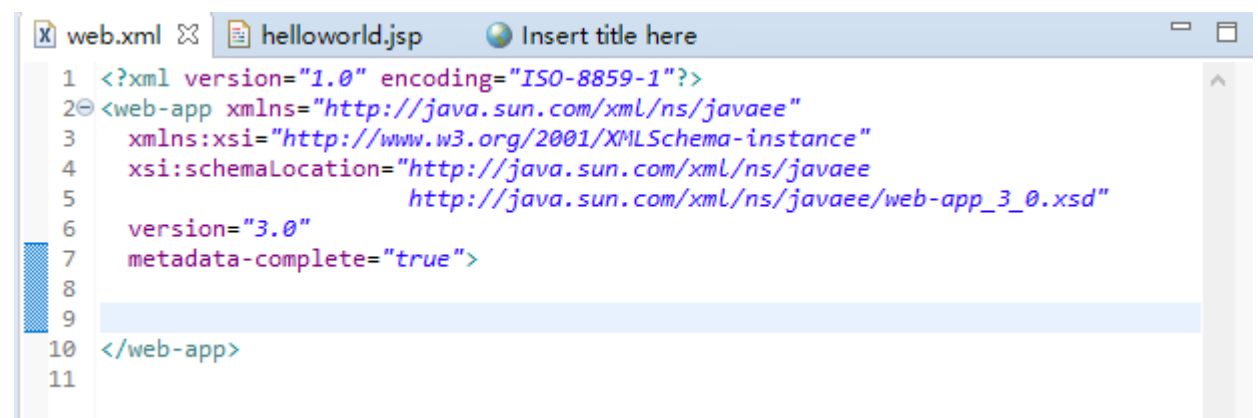 web.xml helloworld.jsp Insert title here
1 <?xml version="1.0" encoding="ISO-8859-1"?>
2 <web-app xmlns="http://java.sun.com/xml/ns/javaee"
3 xmlns:xsi="http://www.w3.org/2001/XMLSchema-instance"
4 xsi:schemaLocation="http://java.sun.com/xml/ns/javaee
5 http://java.sun.com/xml/ns/javaee/web-app_3_0.xsd"
6 version="3.0"
7 metadata-complete="true">
8
9
10 </web-app>
11